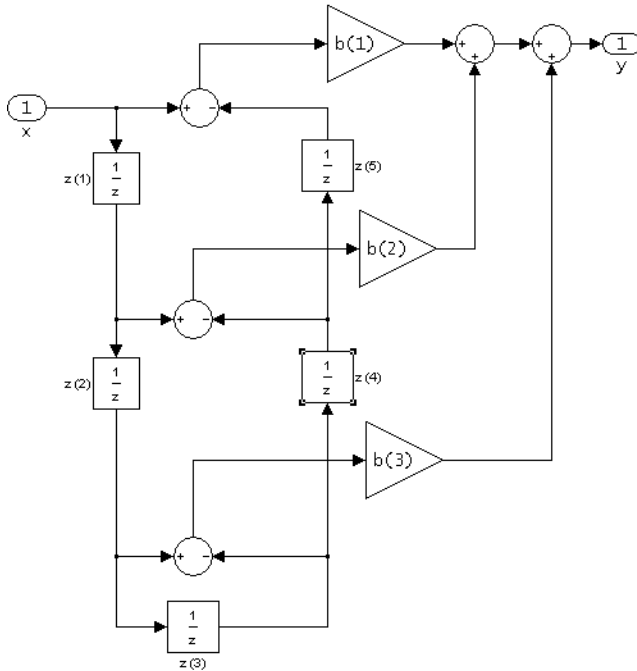 b(1)
+
+
+
+
1
y
1
x
+
−
z(1)
1
z
1
z
z(5)
b(2)
+
−
z(2)
1
z
1
z
z(4)
b(3)
+
−
1
z
z(3)